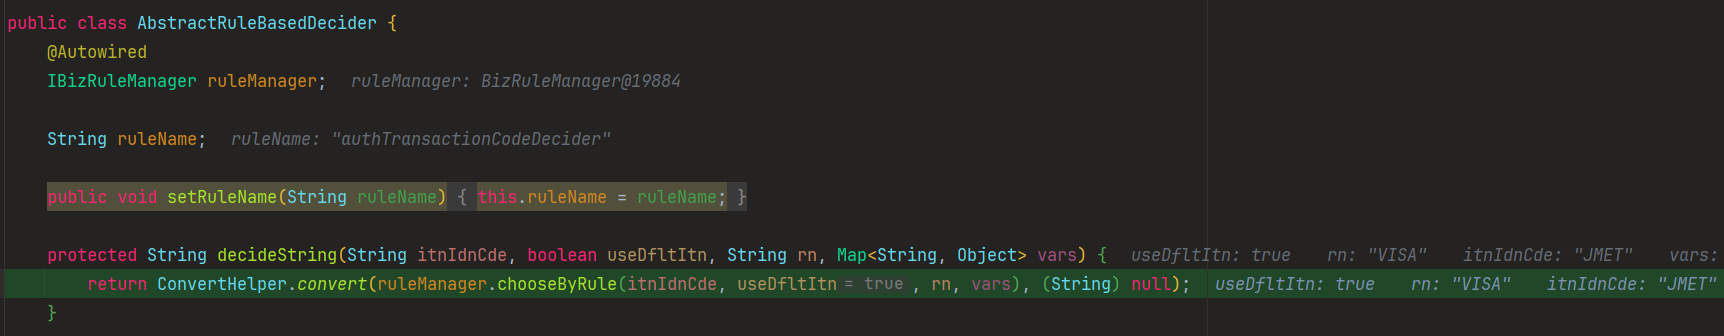 public class AbstractRuleBasedDecider {
@Autowired
IBizRuleManager ruleManager; ruleManager: BizRuleManager@19884
String ruleName; ruleName: "authTransactionCodeDecider"
public void setRuleName(String ruleName) { this.ruleName = ruleName; }
protected String decideString(String itnIdnCde, boolean useDfltItn, String rn, Map<String, Object> vars) { useDfltItn: true rn: "VISA" itnIdnCde: "JMET" vars:
return ConvertHelper.convert(ruleManager.chooseByRule(itnIdnCde, useDfltItn = true , rn, vars), (String) null); useDfltItn: true rn: "VISA" itnIdnCde: "JMET"
}